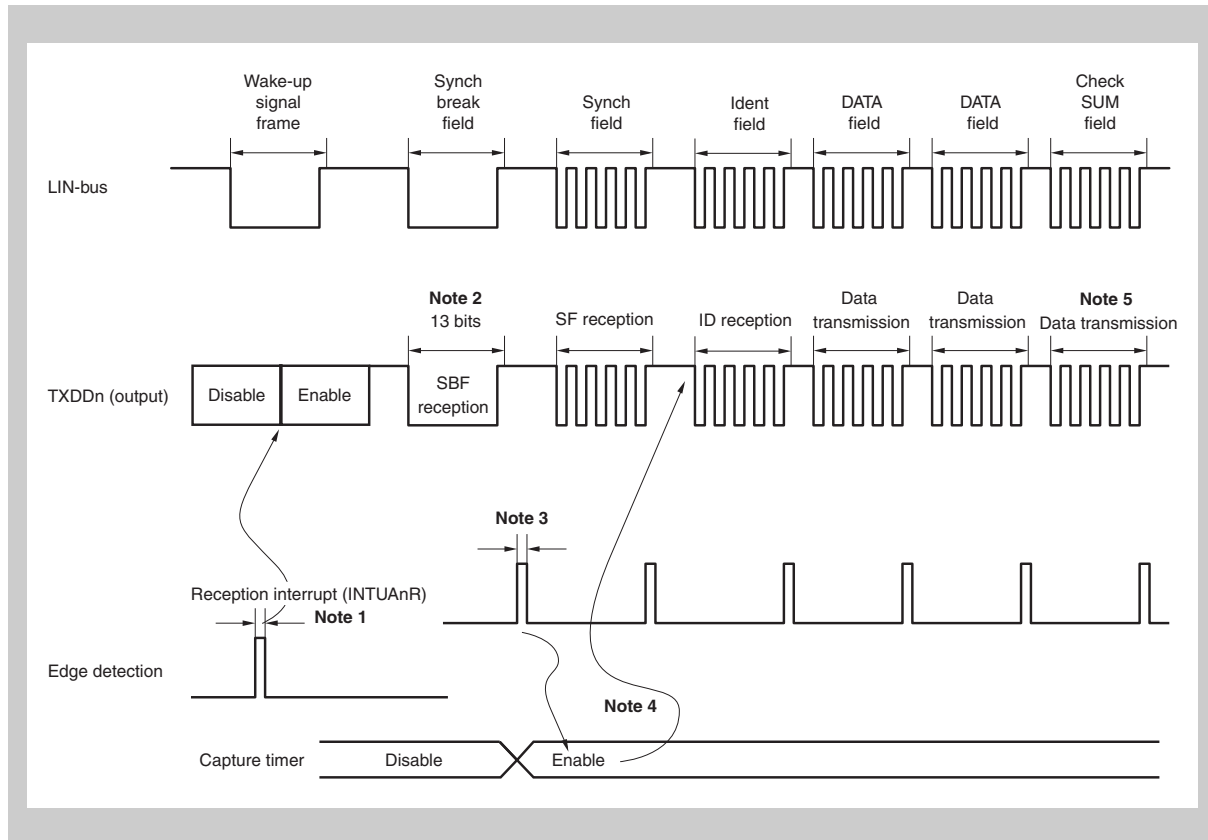 Wake-up
signal
frame
Synch
break
field
Synch
field
Ident
field
DATA
field
DATA
field
Check
SUM
field
LIN-bus
Note 2
13 bits
SF reception
ID reception
Data
transmission
Data
transmission
Note 5
Data transmission
TXDDn (output)
Disable
Enable
SBF
reception
Note 3
Reception interrupt (INTUAnR)
Note 1
Edge detection
Note 4
Capture timer
Disable
Enable